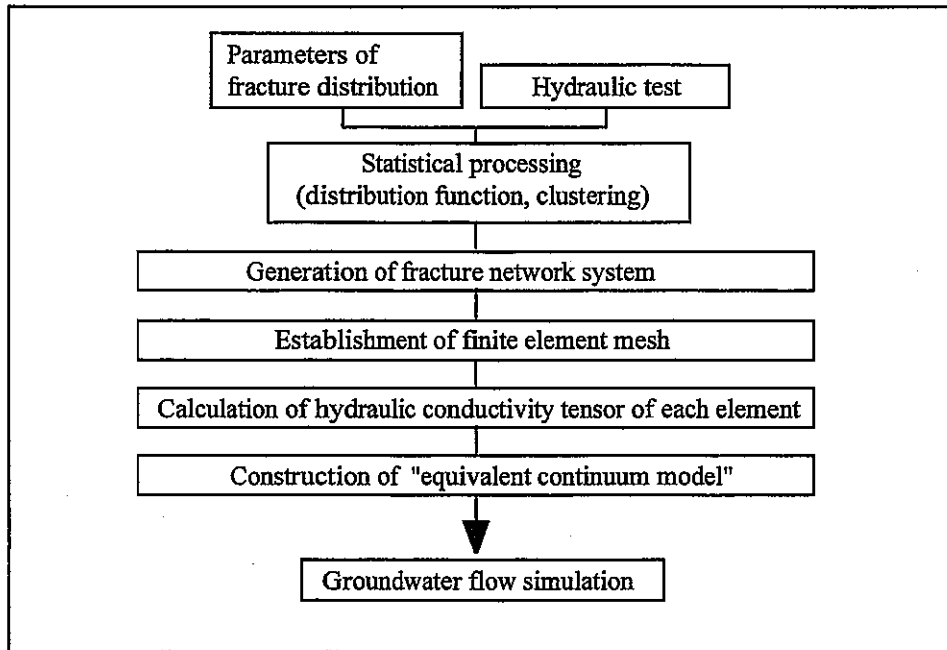 Parameters of
fracture distribution
Hydraulic test
Statistical processing
(distribution function, clustering)
Generation of fracture network system
Establishment of finite element mesh
Calculation of hydraulic conductivity tensor of each element
Construction of "equivalent continuum model"
Groundwater flow simulation